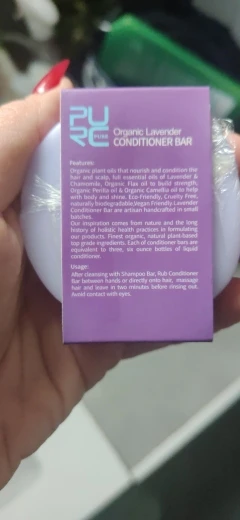 PU
RC PURE
Organic Lavender
CONDITIONER BAR
Features:
Organic plant oils that nourish and condition the
hair and scalp, full essential oils of Lavender &
Chamomile, Organic Flax oil to build strength,
Organic Perilla oil & Organic Camellia oil to help
with body and shine. Eco-Friendly, Cruelty Free,
naturally biodegradable,Vegan Friendly Lavender
Conditioner Bar are artisan handcrafted in small
batches.
Our inspiration comes from nature and the long
history of holistic health practices in formulating
our products. Finest organic, natural plant-based
top grade ingredients. Each of conditioner bars are
equivalent to three, six ounce bottles of liquid
conditioner.
Usage:
After cleansing with Shampoo Bar, Rub Conditioner
Bar between hands or directly onto hair, massage
hair and leave in two minutes before rinsing out.
Avoid contact with eyes.